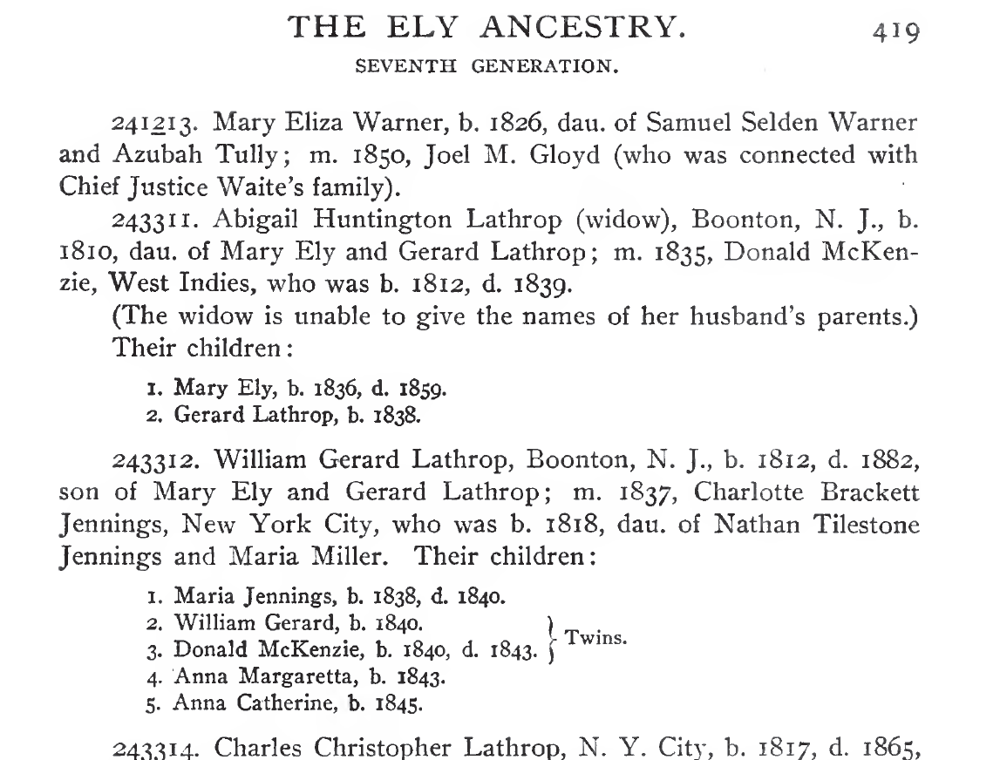 THE ELY ANCESTRY. 419
SEVENTH GENERATION.
241213. Mary Eliza Warner, b. 1826, dau. of Samuel Selden Warner
and Azubah Tully; m. 1850, Joel M. Gloyd (who was connected with
Chief Justice Waite's family).
243311. Abigail Huntington Lathrop (widow), Boonton, N. J., b.
1810, dau. of Mary Ely and Gerard Lathrop; m. 1835, Donald McKen-
zie, West Indies, who was b. 1812, d. 1839.
(The widow is unable to give the names of her husband's parents.)
Their children:
1. Mary Ely, b. 1836, d. 1859.
2. Gerard Lathrop, b. 1838.
243312. William Gerard Lathrop, Boonton, N. J., b. 1812, d. 1882,
son of Mary Ely and Gerard Lathrop; m. 1837, Charlotte Brackett
Jennings, New York City, who was b. 1818, dau. of Nathan Tilestone
Jennings and Maria Miller. Their children:
1. Maria Jennings, b. 1838, d. 1840.
2. William Gerard, b. 1840.
3. Donald McKenzie, b. 1840, d. 1843. } Twins.
4. Anna Margaretta, b. 1843.
5. Anna Catherine, b. 1845.
243314. Charles Christopher Lathrop, N. Y. City, b. 1817, d. 1865,